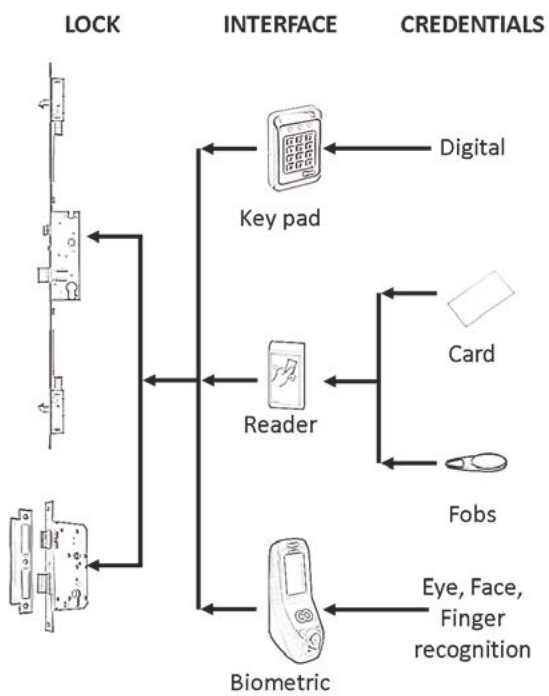 LOCK INTERFACE CREDENTIALS
Digital
Key pad
Card
Reader
Fobs
Eye, Face,
Finger
recognition
Biometric